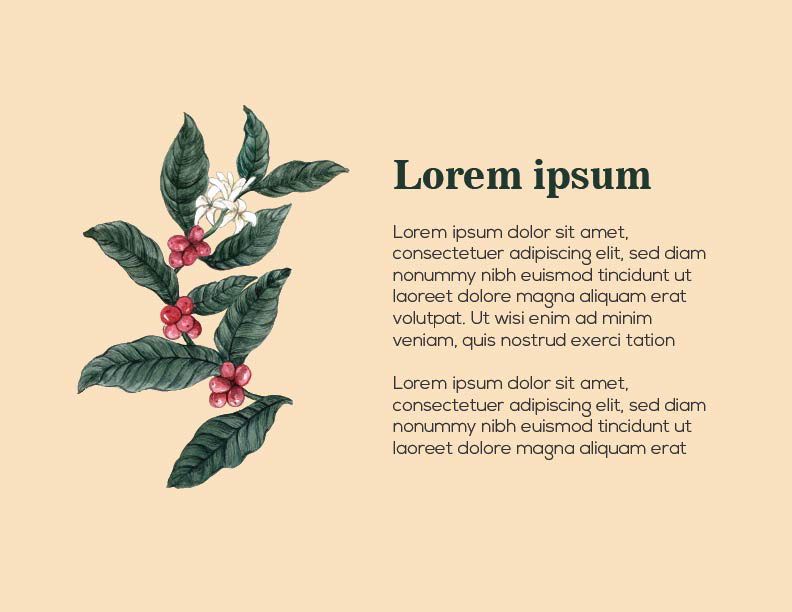 Lorem ipsum
Lorem ipsum dolor sit amet,
consectetuer adipiscing elit, sed diam
nonummy nibh euismod tincidunt ut
laoreet dolore magna aliquam erat
volutpat. Ut wisi enim ad minim
veniam, quis nostrud exerci tation
Lorem ipsum dolor sit amet,
consectetuer adipiscing elit, sed diam
nonummy nibh euismod tincidunt ut
laoreet dolore magna aliquam erat